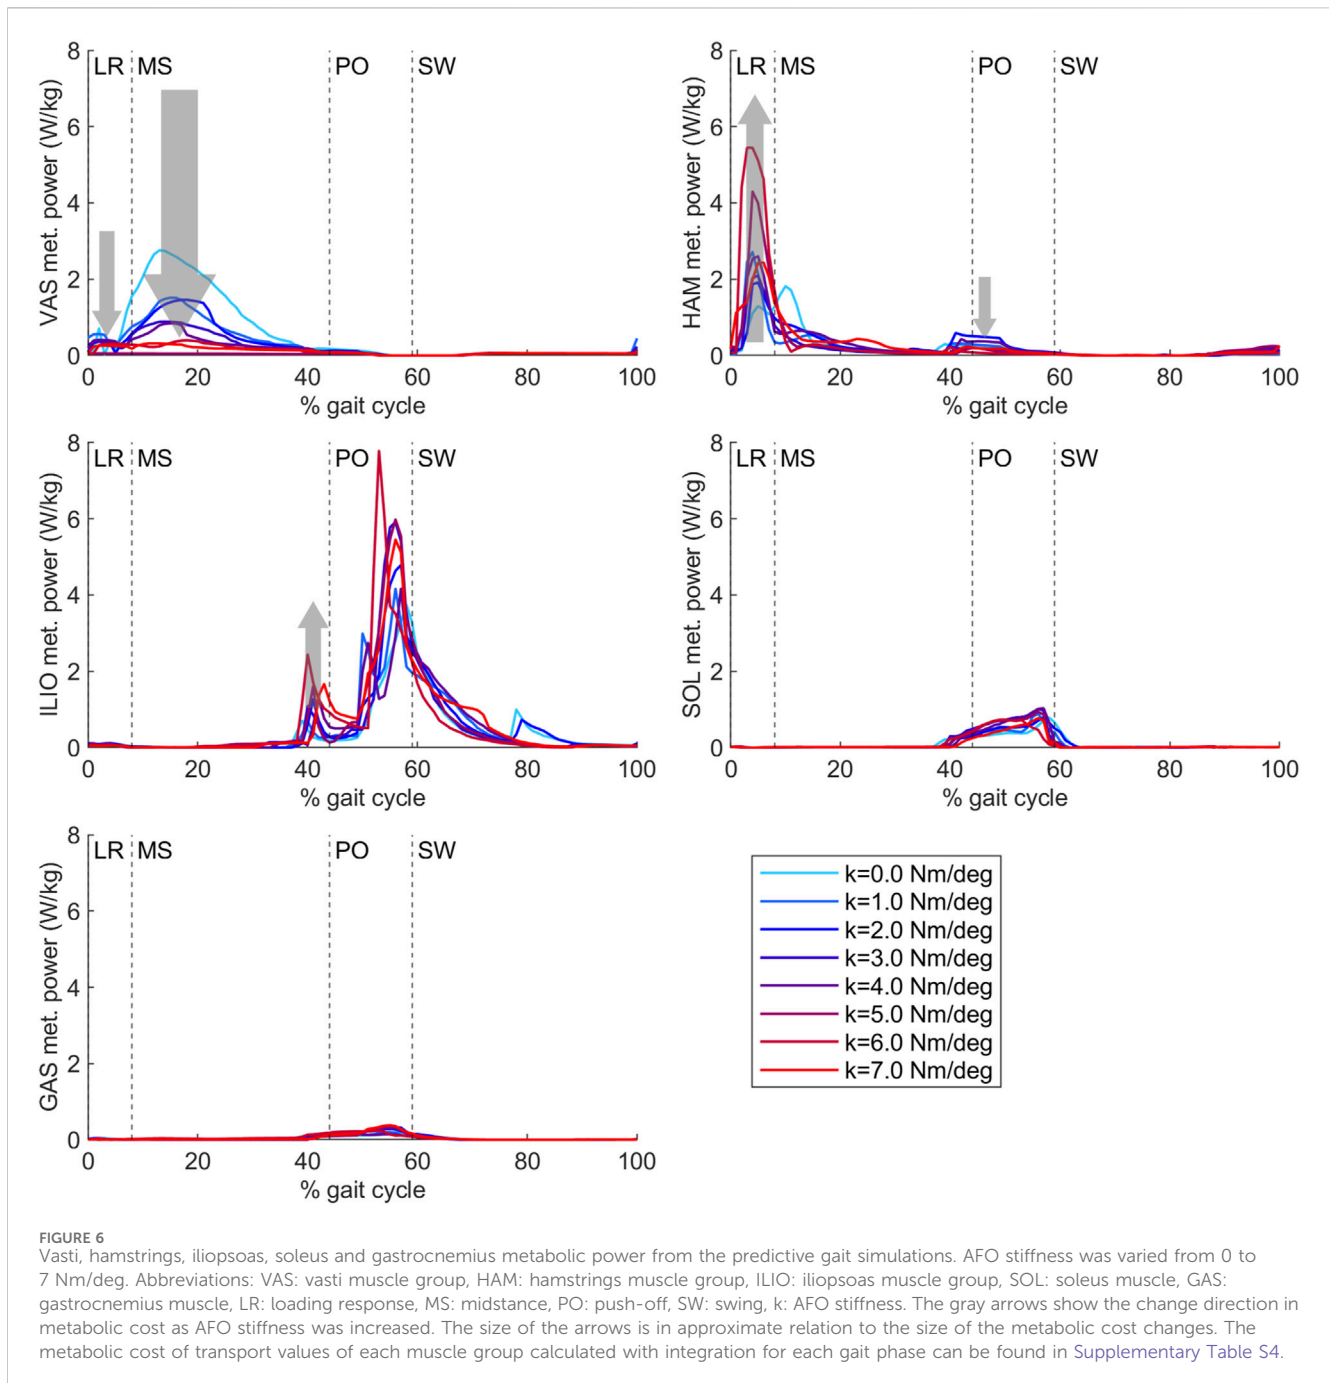 8
LR MS PO SW
6
4
2
0
VAS met. power (W/kg)
0 20 40 60 80 100
% gait cycle
8
LR MS PO SW
6
4
2
0
HAM met. power (W/kg)
0 20 40 60 80 100
% gait cycle
8
LR MS PO SW
6
4
2
0
ILIO met. power (W/kg)
0 20 40 60 80 100
% gait cycle
8
LR MS PO SW
6
4
2
0
SOL met. power (W/kg)
0 20 40 60 80 100
% gait cycle
8
LR MS PO SW
6
4
2
0
GAS met. power (W/kg)
0 20 40 60 80 100
% gait cycle
k=0.0 Nm/deg
k=1.0 Nm/deg
k=2.0 Nm/deg
k=3.0 Nm/deg
k=4.0 Nm/deg
k=5.0 Nm/deg
k=6.0 Nm/deg
k=7.0 Nm/deg
FIGURE 6
Vasti, hamstrings, iliopsoas, soleus and gastrocnemius metabolic power from the predictive gait simulations. AFO stiffness was varied from 0 to
7 Nm/deg. Abbreviations: VAS: vasti muscle group, HAM: hamstrings muscle group, ILIO: iliopsoas muscle group, SOL: soleus muscle, GAS:
gastrocnemius muscle, LR: loading response, MS: midstance, PO: push-off, SW: swing, k: AFO stiffness. The gray arrows show the change direction in
metabolic cost as AFO stiffness was increased. The size of the arrows is in approximate relation to the size of the metabolic cost changes. The
metabolic cost of transport values of each muscle group calculated with integration for each gait phase can be found in Supplementary Table S4.